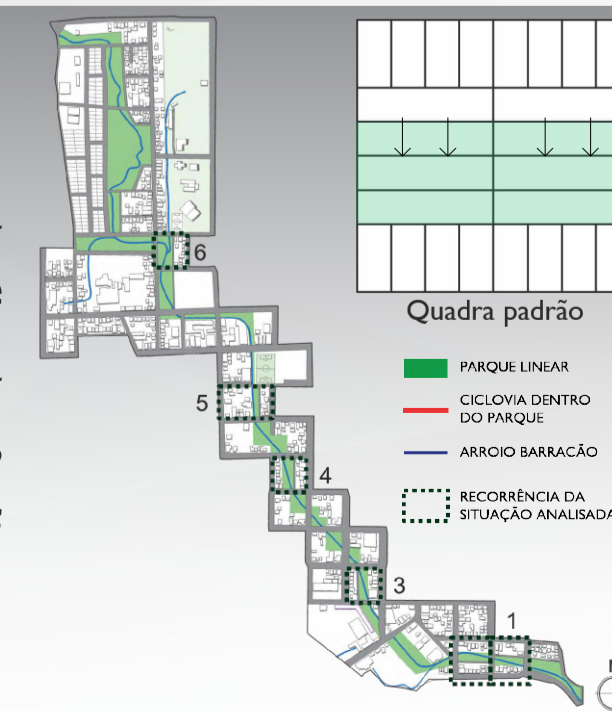 6
5
4
3
1
Quadra padrão
PARQUE LINEAR
CICLOVIA DENTRO
DO PARQUE
ARROIO BARRACÃO
RECORRÊNCIA DA
SITUAÇÃO ANALISADA